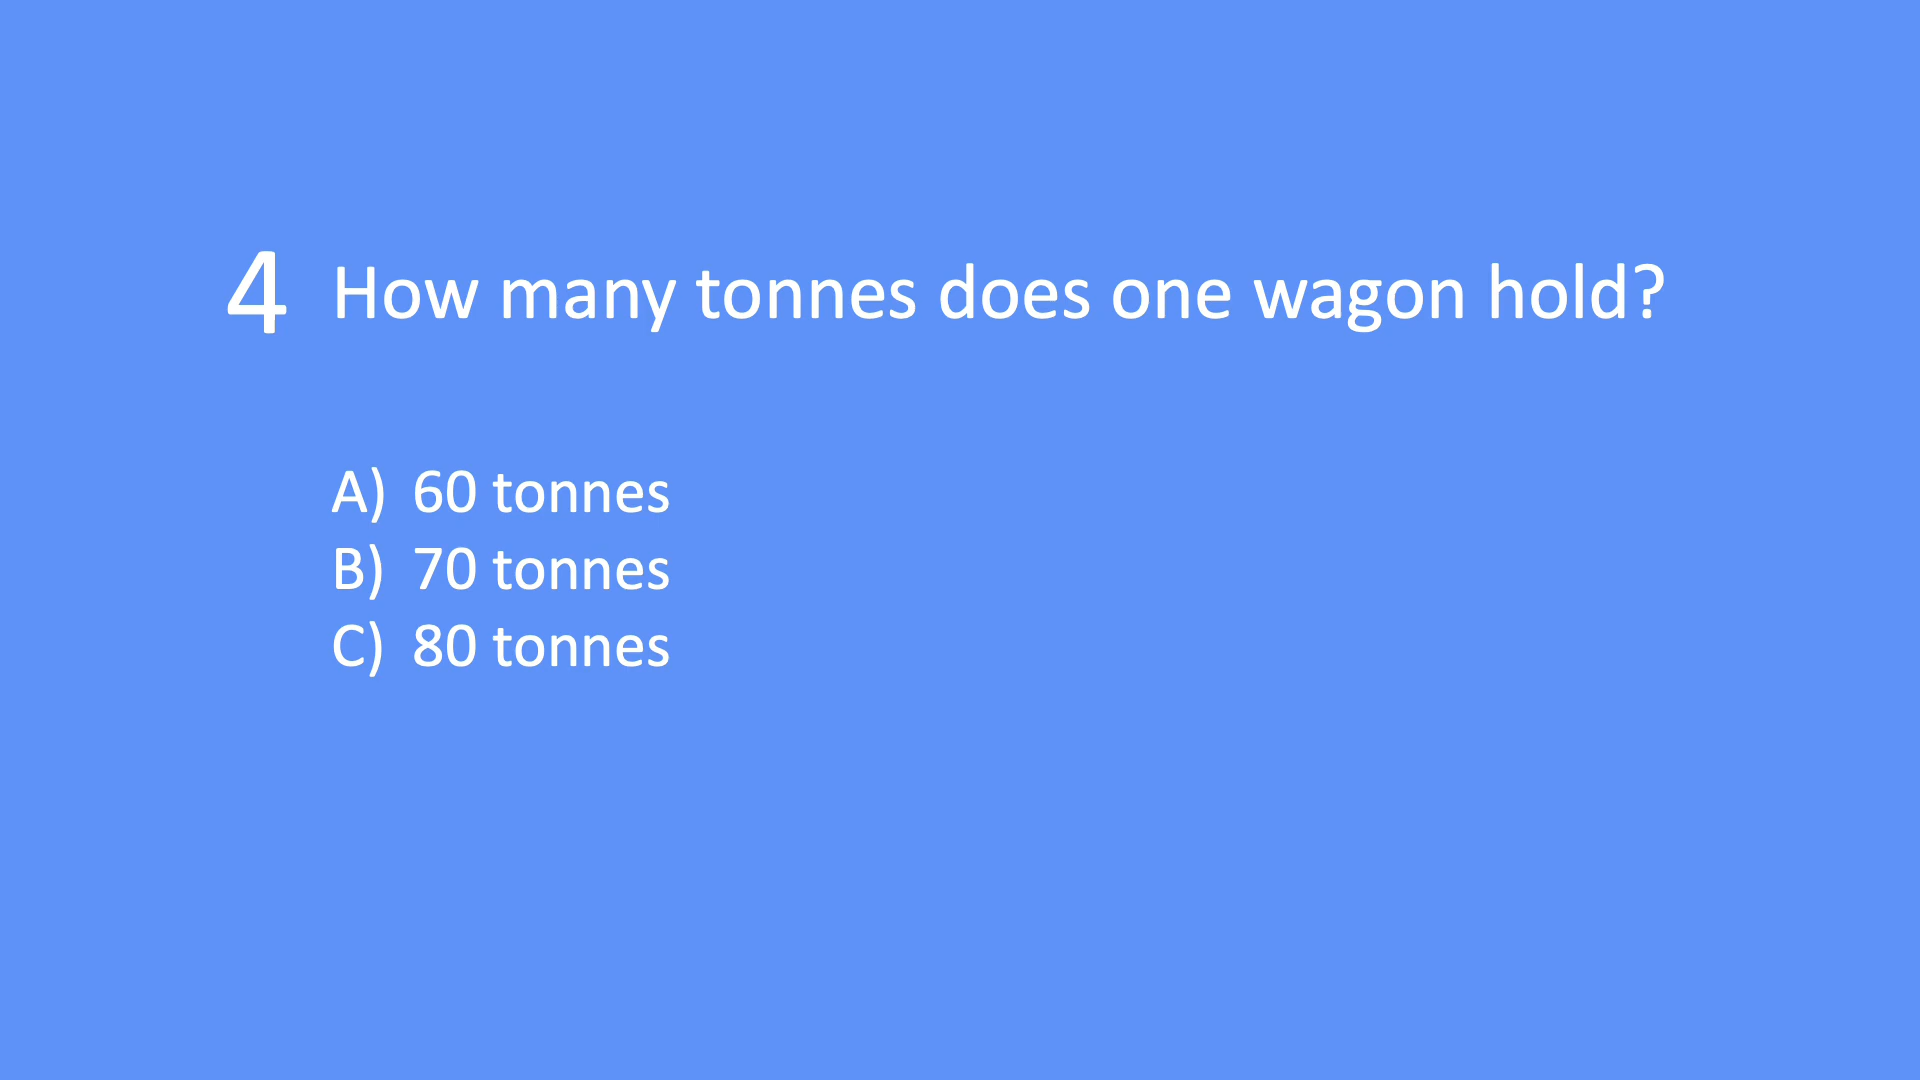 4 How many tonnes does one wagon hold?
A) 60 tonnes
B) 70 tonnes
C) 80 tonnes